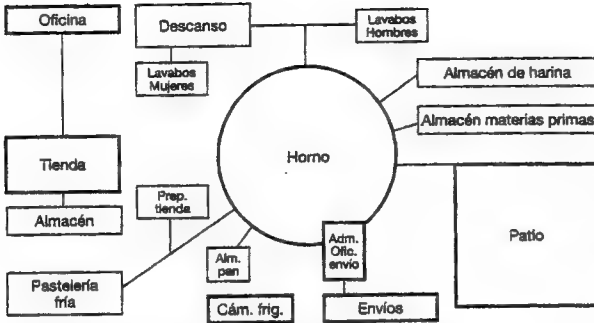 Oficina
Descanso
Lavabos
Hombres
Lavabos
Mujeres
Almacén de harina
Almacén materias primas
Horno
Tienda
Almacén
Prep.
tienda
Patio
Adm.
Ofic.
envío
Alm.
pan
Pastelería
fría
Cám. frig.
Envíos